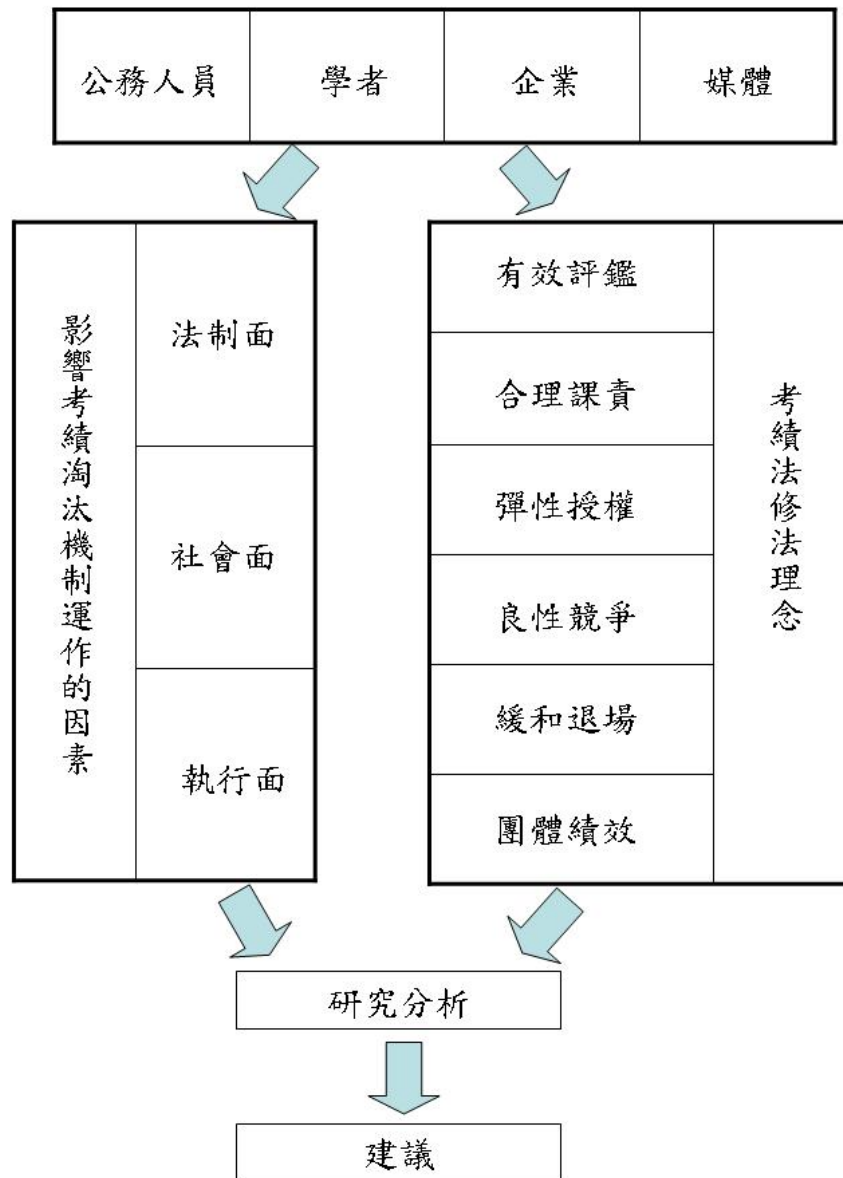 公務人員
學者
企業
媒體
影響考績淘汰機制運作的因素
法制面
社會面
執行面
有效評鑑
合理課責
彈性授權
良性競爭
緩和退場
團體績效
考績法修法理念
研究分析
建議